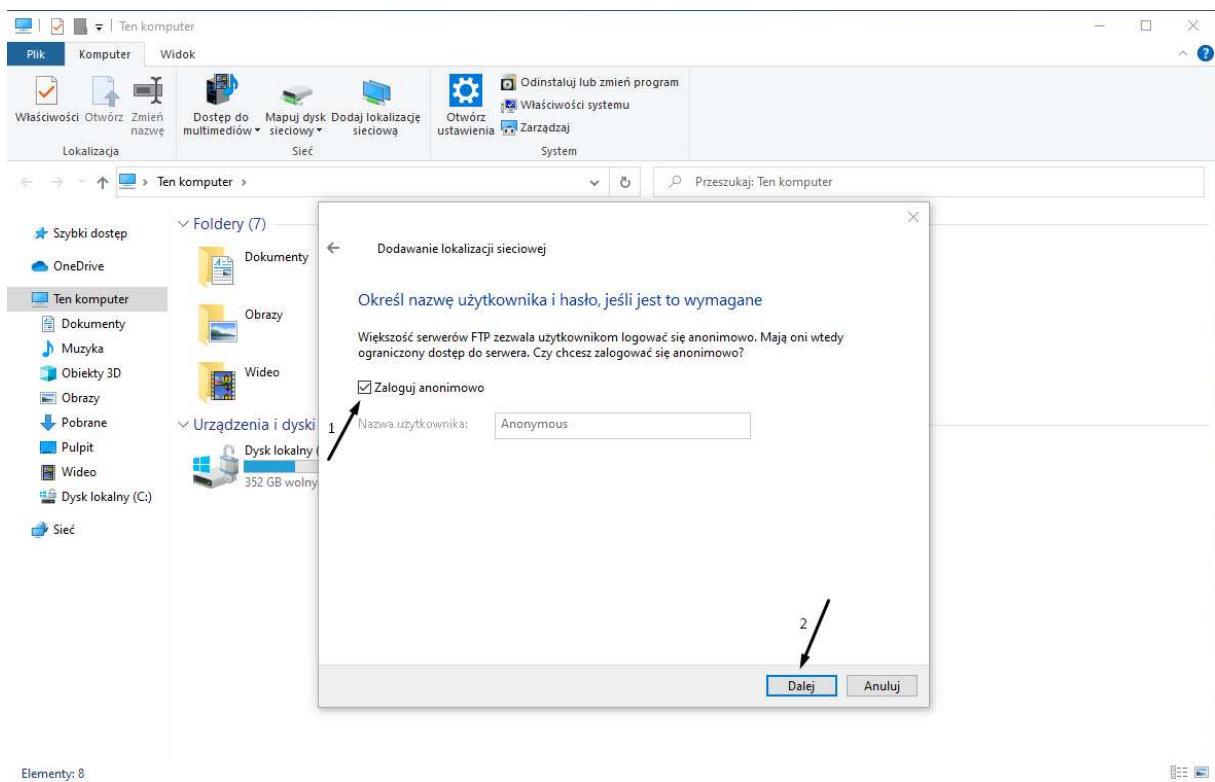 Ten komputer
Plik Komputer Widok
Właściwości Otwórz Zmień nazwę
Lokalizacja
Dostęp do multimediów Mapuj dysk sieciowy Dodaj lokalizację sieciową
Sieć
Otwórz ustawienia
Odinstaluj lub zmień program
Właściwości systemu
Zarządzaj
System
Ten komputer
Przeszukaj: Ten komputer
Szybki dostęp
OneDrive
Ten komputer
Dokumenty
Muzyka
Obiekty 3D
Obrazy
Pobrane
Pulpit
Wideo
Dysk lokalny (C:)
Sieć
Foldery (7)
Dokumenty
Obrazy
Wideo
Urządzenia i dyski
Dysk lokalny (
352 GB wolny
Dodawanie lokalizacji sieciowej
Określ nazwę użytkownika i hasło, jeśli jest to wymagane
Większość serwerów FTP zezwala użytkownikom logować się anonimowo. Mają oni wtedy
ograniczony dostęp do serwera. Czy chcesz zalogować się anonimowo?
Zaloguj anonimowo
1
Nazwa użytkownika: Anonymous
2
Dalej Anuluj
Elementy: 8